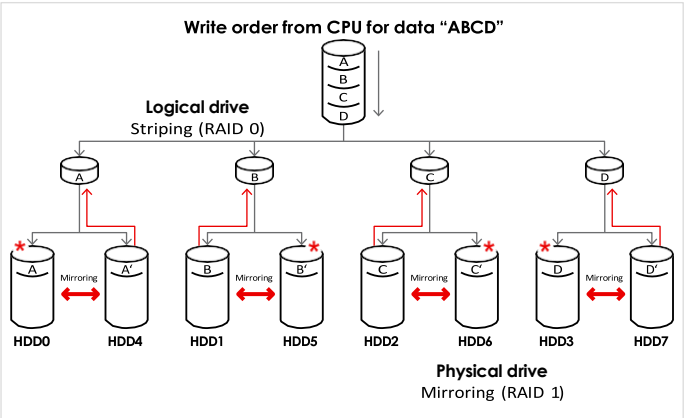 Write order from CPU for data “ABCD”
A
B
C
D
Logical drive
Striping (RAID 0)
A
B
C
D
* * * *
A A‘ B B‘ C C‘ D D‘
Mirroring Mirroring Mirroring Mirroring
HDD0 HDD4 HDD1 HDD5 HDD2 HDD6 HDD3 HDD7
Physical drive
Mirroring (RAID 1)